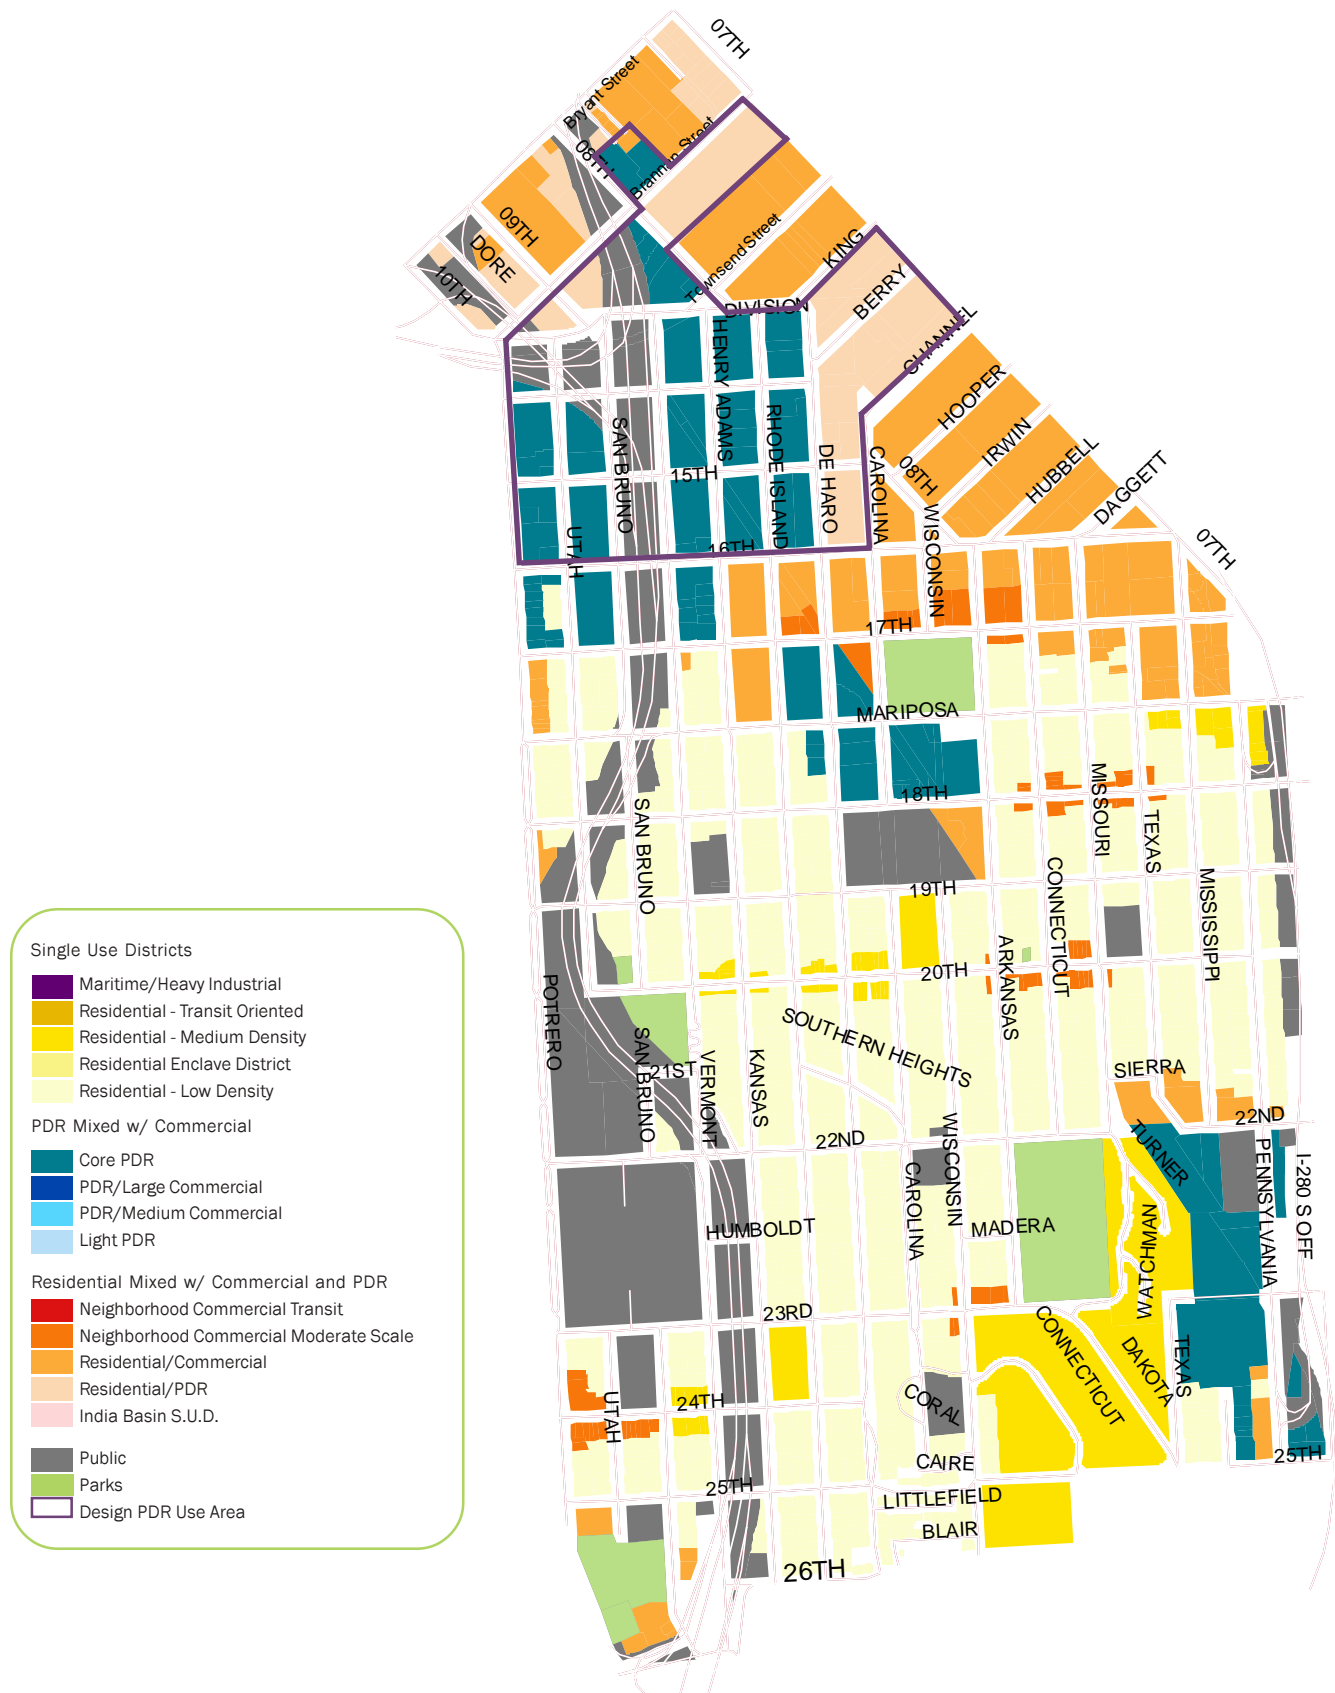 07TH
Bryant Street
08TH
Brannan Street
09TH
DORE
10TH
Townsend Street
KING
BERRY
DIVISION
CHANNEL
HENRY ADAMS
HOOPER
IRWIN
HUBBELL
DAGGETT
SAN BRUNO
RHODE ISLAND
DE HARO
CAROLINA
08TH
15TH
WISCONSIN
UTAH
16TH
07TH
17TH
MARIPOSA
18TH
MISSOURI
TEXAS
SAN BRUNO
19TH
CONNECTICUT
MISSISSIPPI
ARKANSAS
20TH
POTRERO
SOUTHERN HEIGHTS
SAN BRUNO
21ST
VERMONT
KANSAS
SIERRA
22ND
22ND
WISCONSIN
TURNER
PENNSYLVANIA
I-280 S OFF
CAROLINA
HUMBOLDT
MADERA
WATCHMAN
23RD
CONNECTICUT
DAKOTA
TEXAS
UTAH
24TH
CORAL
CAIRE
25TH
25TH
LITTLEFIELD
BLAIR
26TH
Single Use Districts
Maritime/Heavy Industrial
Residential - Transit Oriented
Residential - Medium Density
Residential Enclave District
Residential - Low Density
PDR Mixed w/ Commercial
Core PDR
PDR/Large Commercial
PDR/Medium Commercial
Light PDR
Residential Mixed w/ Commercial and PDR
Neighborhood Commercial Transit
Neighborhood Commercial Moderate Scale
Residential/Commercial
Residential/PDR
India Basin S.U.D.
Public
Parks
Design PDR Use Area